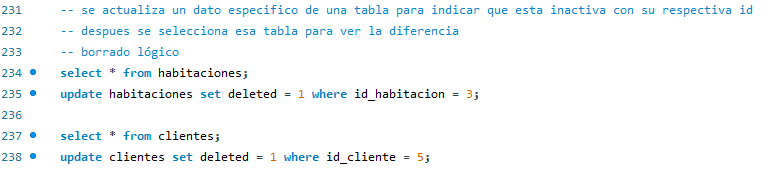 231 -- se actualiza un dato especifico de una tabla para indicar que esta inactiva con su respectiva id
232 -- despues se selecciona esa tabla para ver la diferencia
233 -- borrado lógico
234 select * from habitaciones;
235 update habitaciones set deleted = 1 where id_habitacion = 3;
236
237 select * from clientes;
238 update clientes set deleted = 1 where id_cliente = 5;